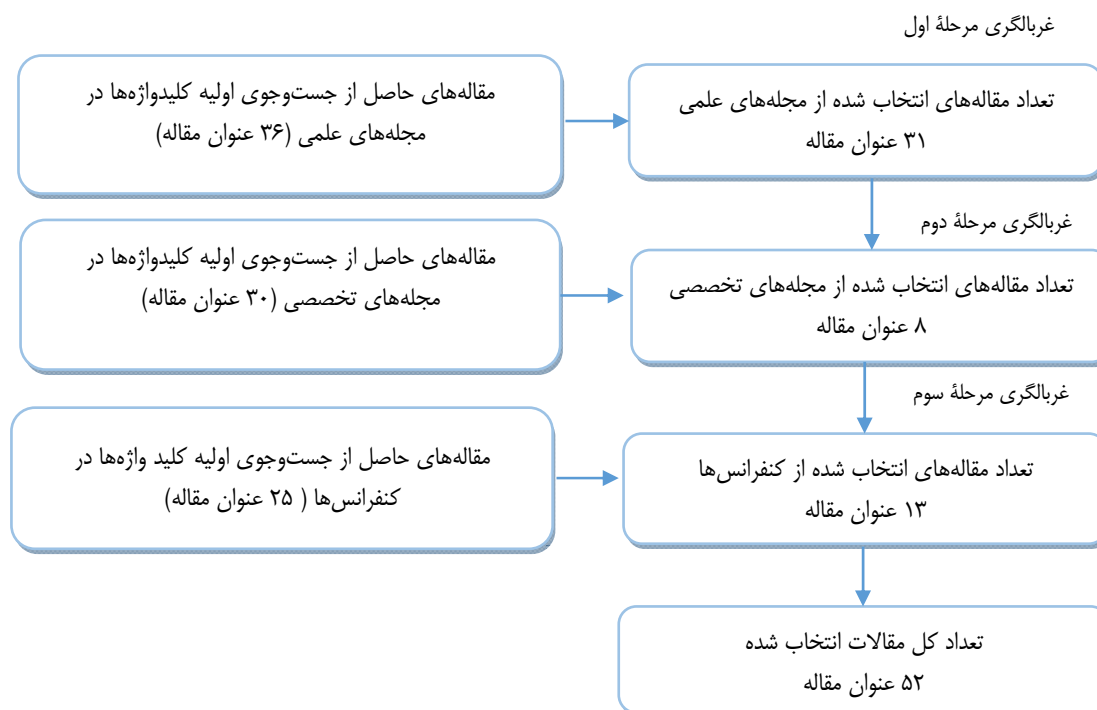 غربالگری مرحلۀ اول
تعداد مقاله‌های انتخاب شده از مجله‌های علمی
۳۱ عنوان مقاله
مقاله‌های حاصل از جست‌وجوی اولیه کلیدواژه‌ها در
مجله‌های علمی (۳۶ عنوان مقاله)
غربالگری مرحلۀ دوم
تعداد مقاله‌های انتخاب شده از مجله‌های تخصصی
۸ عنوان مقاله
مقاله‌های حاصل از جست‌وجوی اولیه کلیدواژه‌ها در
مجله‌های تخصصی (۳۰ عنوان مقاله)
غربالگری مرحلۀ سوم
تعداد مقاله‌های انتخاب شده از کنفرانس‌ها
۱۳ عنوان مقاله
مقاله‌های حاصل از جست‌وجوی اولیه کلید واژه‌ها در
کنفرانس‌ها ( ۲۵ عنوان مقاله)
تعداد کل مقالات انتخاب شده
۵۲ عنوان مقاله